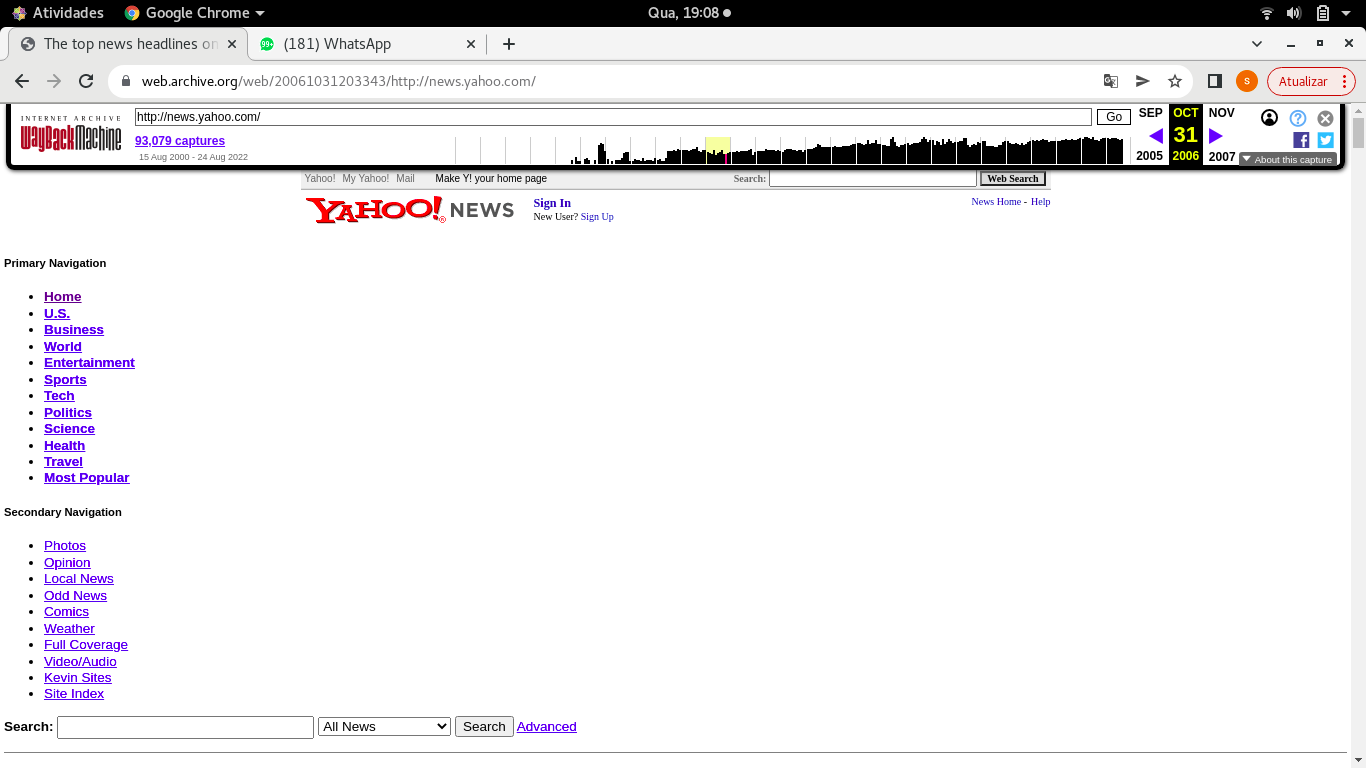 Atividades Google Chrome Qua, 19:08
The top news headlines on (181) WhatsApp
99+
web.archive.org/web/20061031203343/http://news.yahoo.com/ S Atualizar
INTERNET ARCHIVE
WayBackMachine
http://news.yahoo.com/ Go
SEP OCT NOV
93,079 captures
31
15 Aug 2000 - 24 Aug 2022
2005 2006 2007 About this capture
Yahoo! My Yahoo! Mail Make Y! your home page Search: Web Search
YAHOO! NEWS Sign In News Home - Help
New User? Sign Up
Primary Navigation
Home
U.S.
Business
World
Entertainment
Sports
Tech
Politics
Science
Health
Travel
Most Popular
Secondary Navigation
Photos
Opinion
Local News
Odd News
Comics
Weather
Full Coverage
Video/Audio
Kevin Sites
Site Index
Search: All News Search Advanced